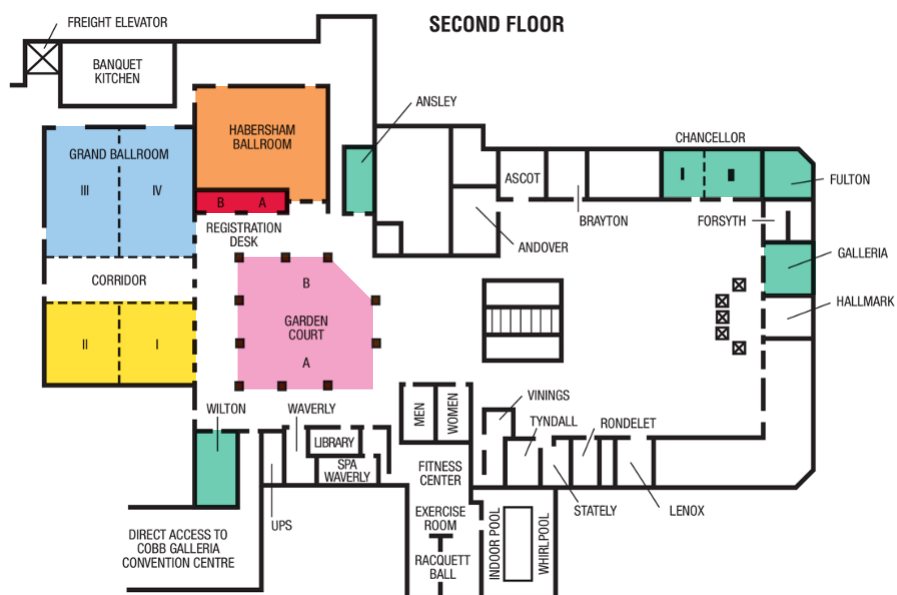 SECOND FLOOR
FREIGHT ELEVATOR
BANQUET
KITCHEN
ANSLEY
HABERSHAM
BALLROOM
CHANCELLOR
GRAND BALLROOM
III
IV
ASCOT
I
II
FULTON
B
A
BRAYTON
FORSYTH
REGISTRATION
DESK
ANDOVER
GALLERIA
CORRIDOR
B
HALLMARK
GARDEN
COURT
II
I
A
WILTON
WAVERLY
MEN
WOMEN
VININGS
TYNDALL
RONDELET
LIBRARY
SPA
WAVERLY
FITNESS
CENTER
STATELY
LENOX
UPS
EXERCISE
ROOM
INDOOR POOL
WHIRLPOOL
DIRECT ACCESS TO
COBB GALLERIA
CONVENTION CENTRE
RACQUETT
BALL